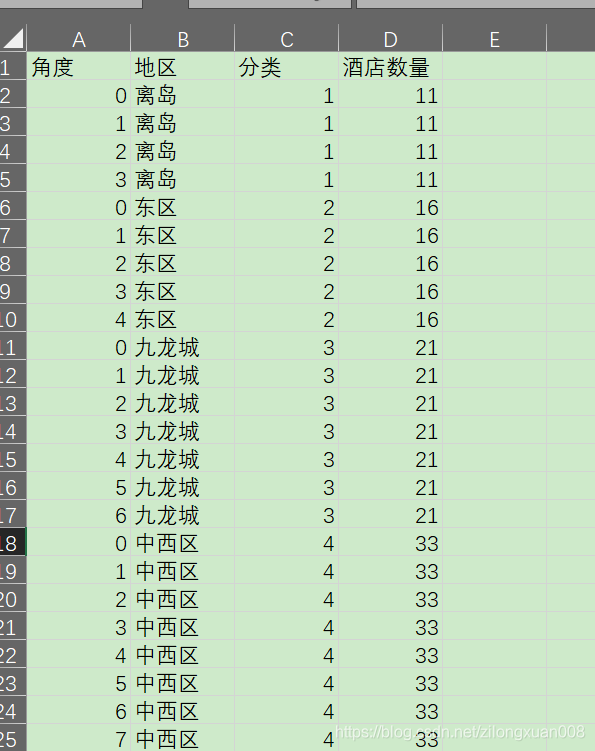 A B C D E
1 角度 地区 分类 酒店数量
2 0 离岛 1 11
3 1 离岛 1 11
4 2 离岛 1 11
5 3 离岛 1 11
6 0 东区 2 16
7 1 东区 2 16
8 2 东区 2 16
9 3 东区 2 16
10 4 东区 2 16
11 0 九龙城 3 21
12 1 九龙城 3 21
13 2 九龙城 3 21
14 3 九龙城 3 21
15 4 九龙城 3 21
16 5 九龙城 3 21
17 6 九龙城 3 21
18 0 中西区 4 33
19 1 中西区 4 33
20 2 中西区 4 33
21 3 中西区 4 33
22 4 中西区 4 33
23 5 中西区 4 33
24 6 中西区 4 33
25 7 中西区 4 33
https://blog.csdn.net/zilongxuan008